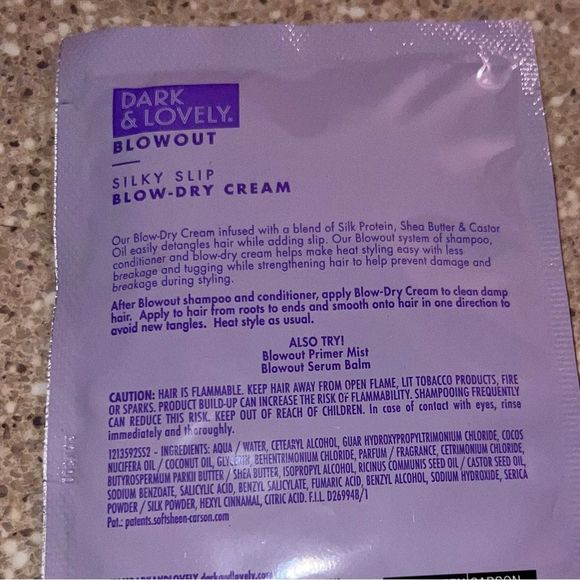 DARK
& LOVELY®
BLOWOUT
SILKY SLIP
BLOW-DRY CREAM
Our Blow-Dry Cream infused with a blend of Silk Protein, Shea Butter & Castor
Oil easily detangles hair while adding slip. Our Blowout system of shampoo,
conditioner and blow-dry cream helps make heat styling easy with less
breakage and tugging while strengthening hair to help prevent damage and
breakage during styling.
After Blowout shampoo and conditioner, apply Blow-Dry Cream to clean damp
hair. Apply to hair from roots to ends and smooth onto hair in one direction to
avoid new tangles. Heat style as usual.
ALSO TRY!
Blowout Primer Mist
Blowout Serum Balm
CAUTION: HAIR IS FLAMMABLE. KEEP HAIR AWAY FROM OPEN FLAME, LIT TOBACCO PRODUCTS, FIRE
OR SPARKS. PRODUCT BUILD-UP CAN INCREASE THE RISK OF FLAMMABILITY. SHAMPOOING FREQUENTLY
CAN REDUCE THIS RISK. KEEP OUT OF REACH OF CHILDREN. In case of contact with eyes, rinse
immediately and thoroughly.
1213592SS2 - INGREDIENTS: AQUA / WATER, CETEARYL ALCOHOL, GUAR HYDROXYPROPYLTRIMONIUM CHLORIDE, COCOS
NUCIFERA OIL / COCONUT OIL, GLYCERIN, BEHENTRIMONIUM CHLORIDE, PARFUM / FRAGRANCE, CETRIMONIUM CHLORIDE,
BUTYROSPERMUM PARKII BUTTER / SHEA BUTTER, ISOPROPYL ALCOHOL, RICINUS COMMUNIS SEED OIL / CASTOR SEED OIL,
SODIUM BENZOATE, SALICYLIC ACID, BENZYL SALICYLATE, FUMARIC ACID, BENZYL ALCOHOL, SODIUM HYDROXIDE, SERICA
POWDER / SILK POWDER, HEXYL CINNAMAL, CITRIC ACID. F.I.L. D269948/1
Pat.: patents.softsheen-carson.com